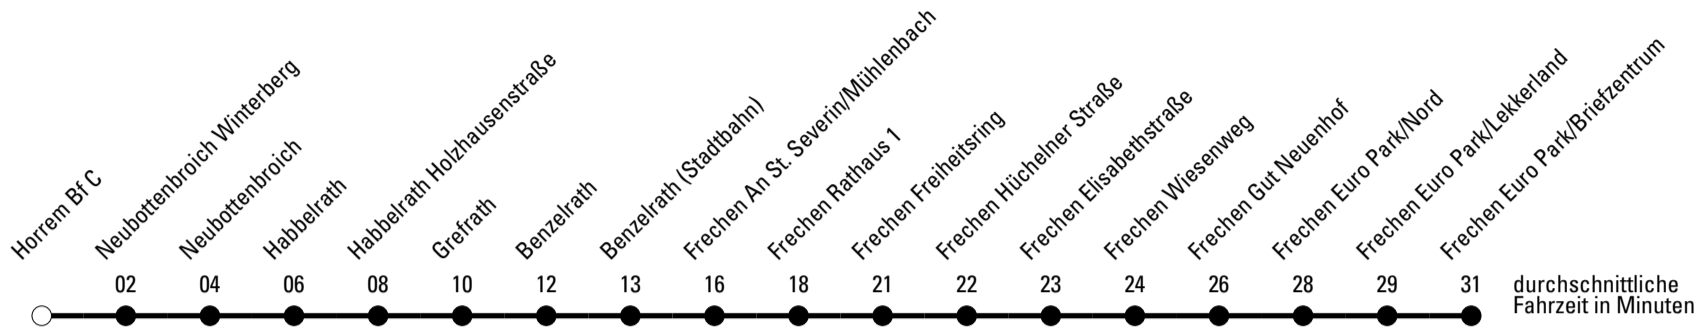 Horrem Bf C
Neubottenbroich Winterberg
Neubottenbroich
Habbelrath
Habbelrath Holzhausenstraße
Grefrath
Benzelrath
Benzelrath (Stadtbahn)
Frechen An St. Severin/Mühlenbach
Frechen Rathaus 1
Frechen Freiheitsring
Frechen Hüchelner Straße
Frechen Elisabethstraße
Frechen Wiesenweg
Frechen Gut Neuenhof
Frechen Euro Park/Nord
Frechen Euro Park/Lekkerland
Frechen Euro Park/Briefzentrum
02 04 06 08 10 12 13 16 18 21 22 23 24 26 28 29 31
durchschnittliche
Fahrzeit in Minuten